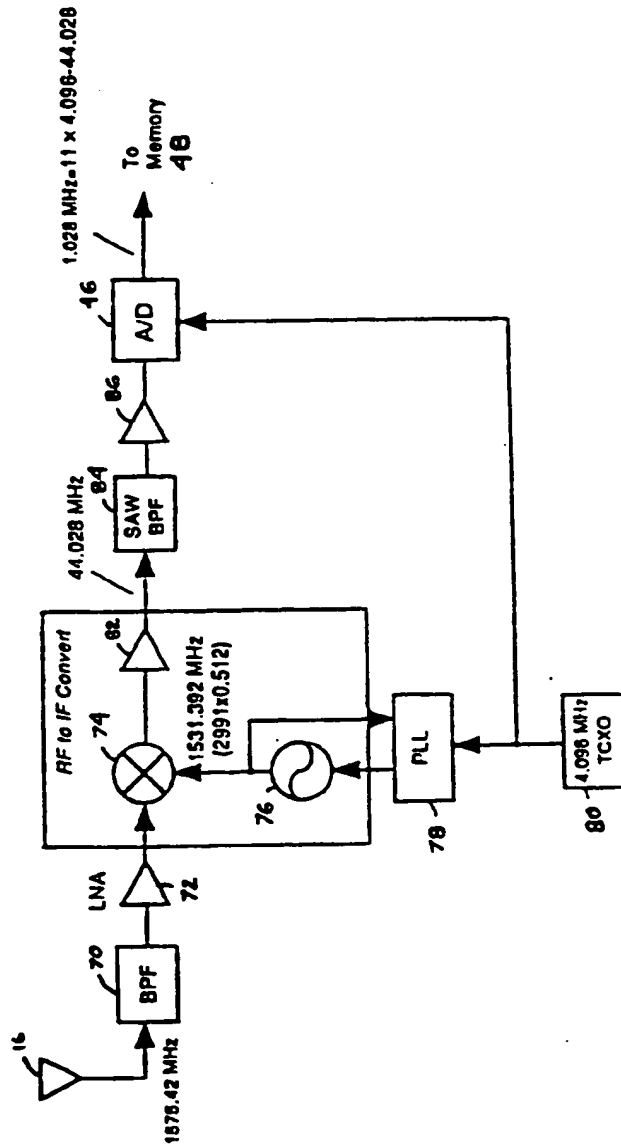 16
1575.42 MHz
70
BPF
LNA
72
RF to IF Convert
74
82
1531.392 MHz
(2991x0.512)
76
PLL
78
4.096 MHz
TCXO
80
44.028 MHz
SAW
BPF
84
86
A/D
46
1.028 MHz=11 x 4.096-44.028
To
Memory
48